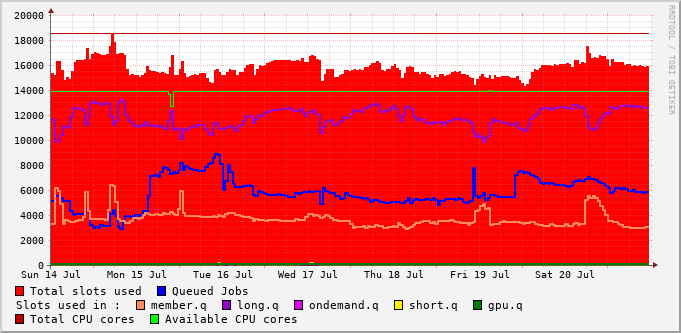 20000
18000
16000
14000
12000
10000
8000
6000
4000
2000
0
Sun 14 Jul Mon 15 Jul Tue 16 Jul Wed 17 Jul Thu 18 Jul Fri 19 Jul Sat 20 Jul
Total slots used Queued Jobs
Slots used in : member.q long.q ondemand.q short.q gpu.q
Total CPU cores Available CPU cores
RRDTOOL / TOBI OETIKER